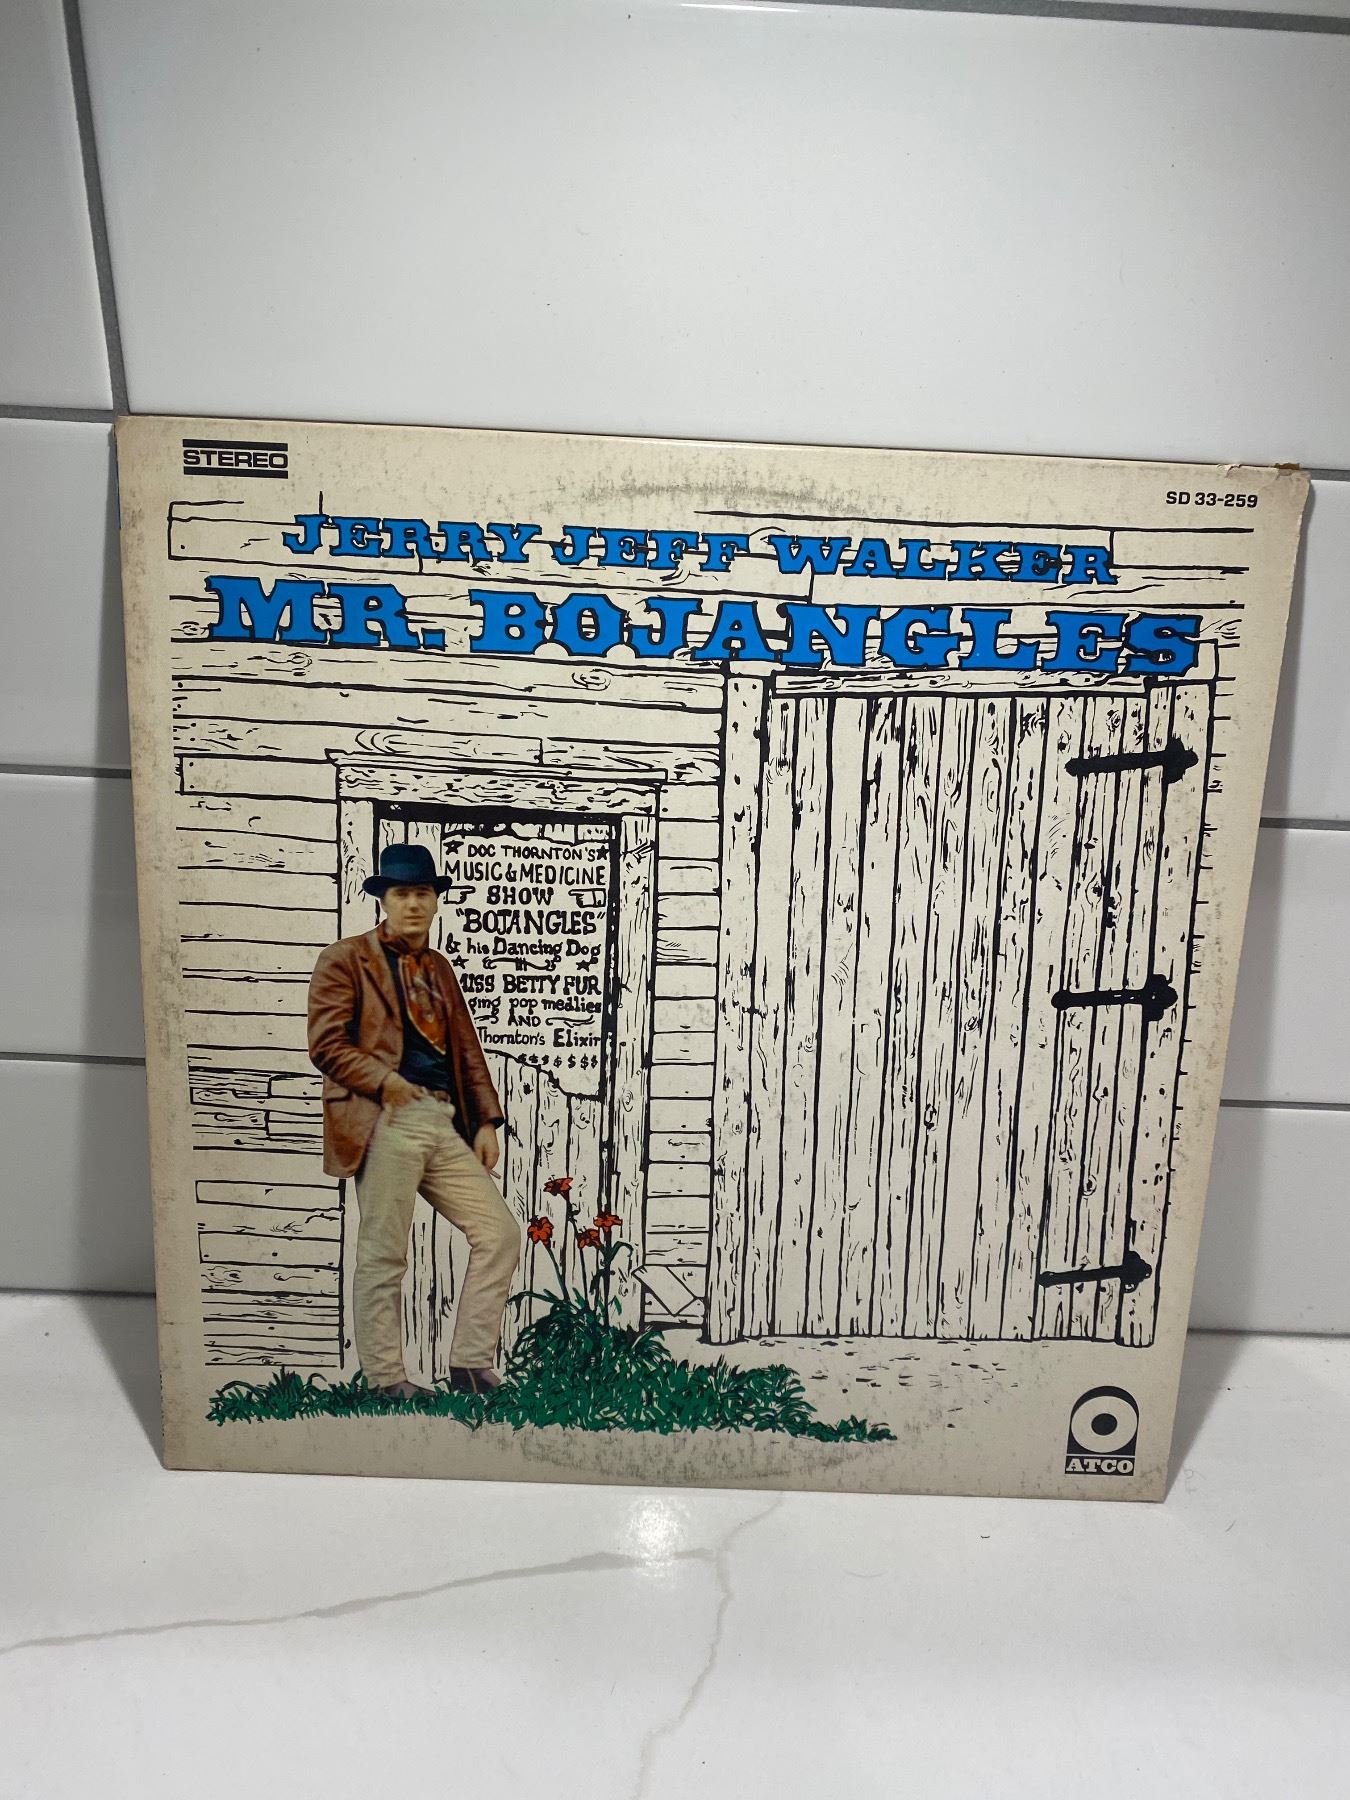 STEREO
SD 33-259
JERRY JEFF WALKER
MR. BOJANGLES
DOC THORNTON'S
MUSIC & MEDICINE
SHOW
"BOJANGLES"
& his Dancing Dog
MISS BETTY FUR
ging pop medlies
AND
Thornton's Elixir
$ $ $ $ $ $$
ATCO